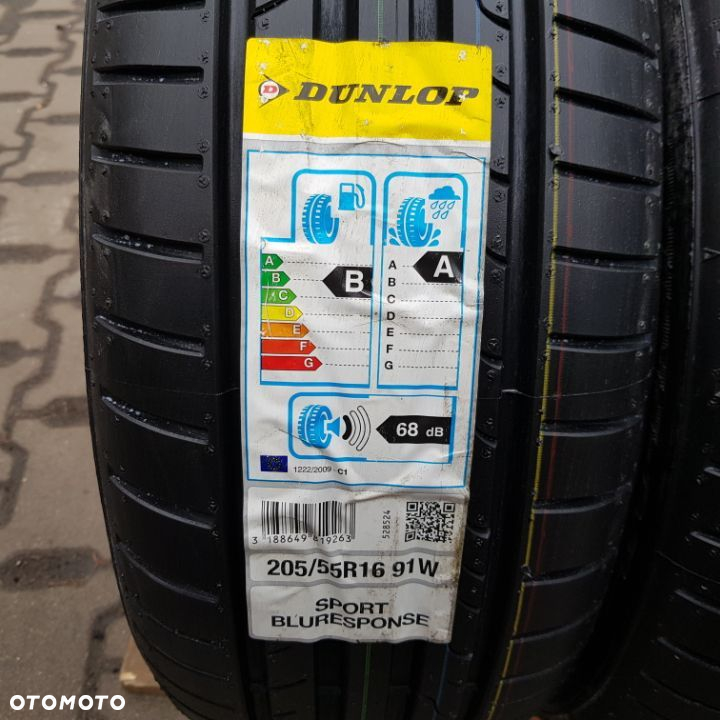 D DUNLOP
A
B
C
D
E
F
G
B
A
B
C
D
E
F
G
A
68 dB
1222/2009 C1
528524
3 188649 819263
205/55R16 91W
SPORT
BLURESPONSE
OTOMOTO